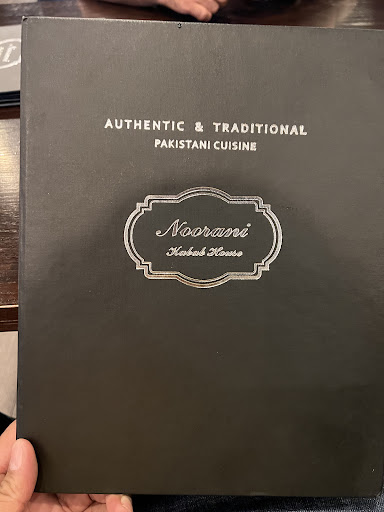 AUTHENTIC & TRADITIONAL
PAKISTANI CUISINE
Noorani
Kabab House